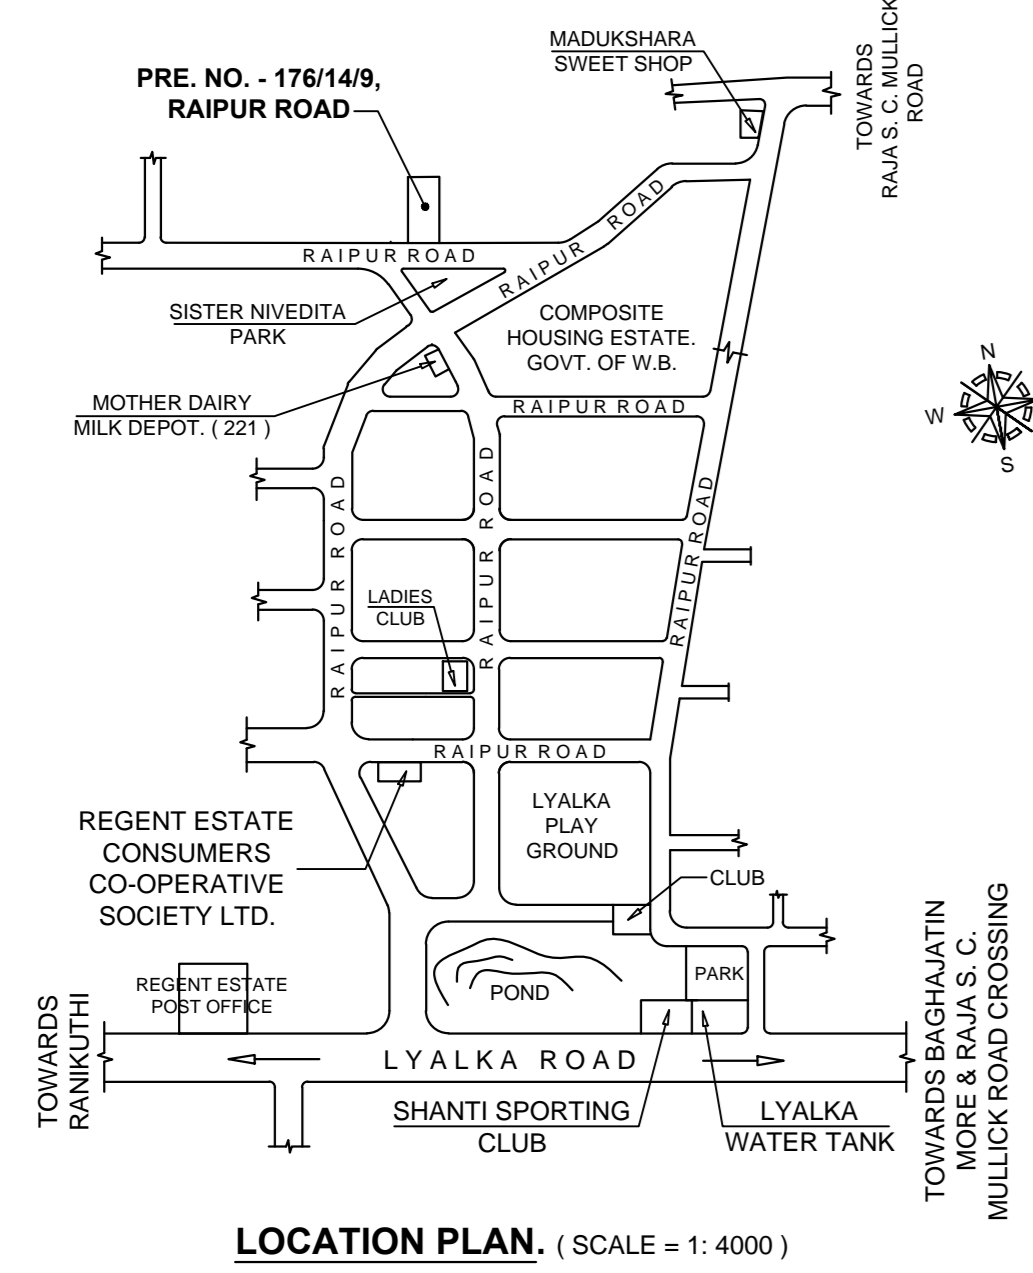 MADUKSHARA
SWEET SHOP
TOWARDS
RAJA S. C. MULLICK
ROAD
PRE. NO. - 176/14/9,
RAIPUR ROAD
RAIPUR ROAD
RAIPUR ROAD
SISTER NIVEDITA
PARK
COMPOSITE
HOUSING ESTATE.
GOVT. OF W.B.
N
W
S
MOTHER DAIRY
MILK DEPOT. ( 221 )
RAIPUR ROAD
RAIPUR ROAD
RAIPUR ROAD
RAIPUR ROAD
LADIES
CLUB
RAIPUR ROAD
LYALKA
PLAY
GROUND
REGENT ESTATE
CONSUMERS
CO-OPERATIVE
SOCIETY LTD.
CLUB
REGENT ESTATE
POST OFFICE
POND
PARK
TOWARDS
RANIKUTHI
LYALKA ROAD
TOWARDS BAGHAJATIN
MORE & RAJA S. C.
MULLICK ROAD CROSSING
SHANTI SPORTING
CLUB
LYALKA
WATER TANK
LOCATION PLAN. ( SCALE = 1: 4000 )